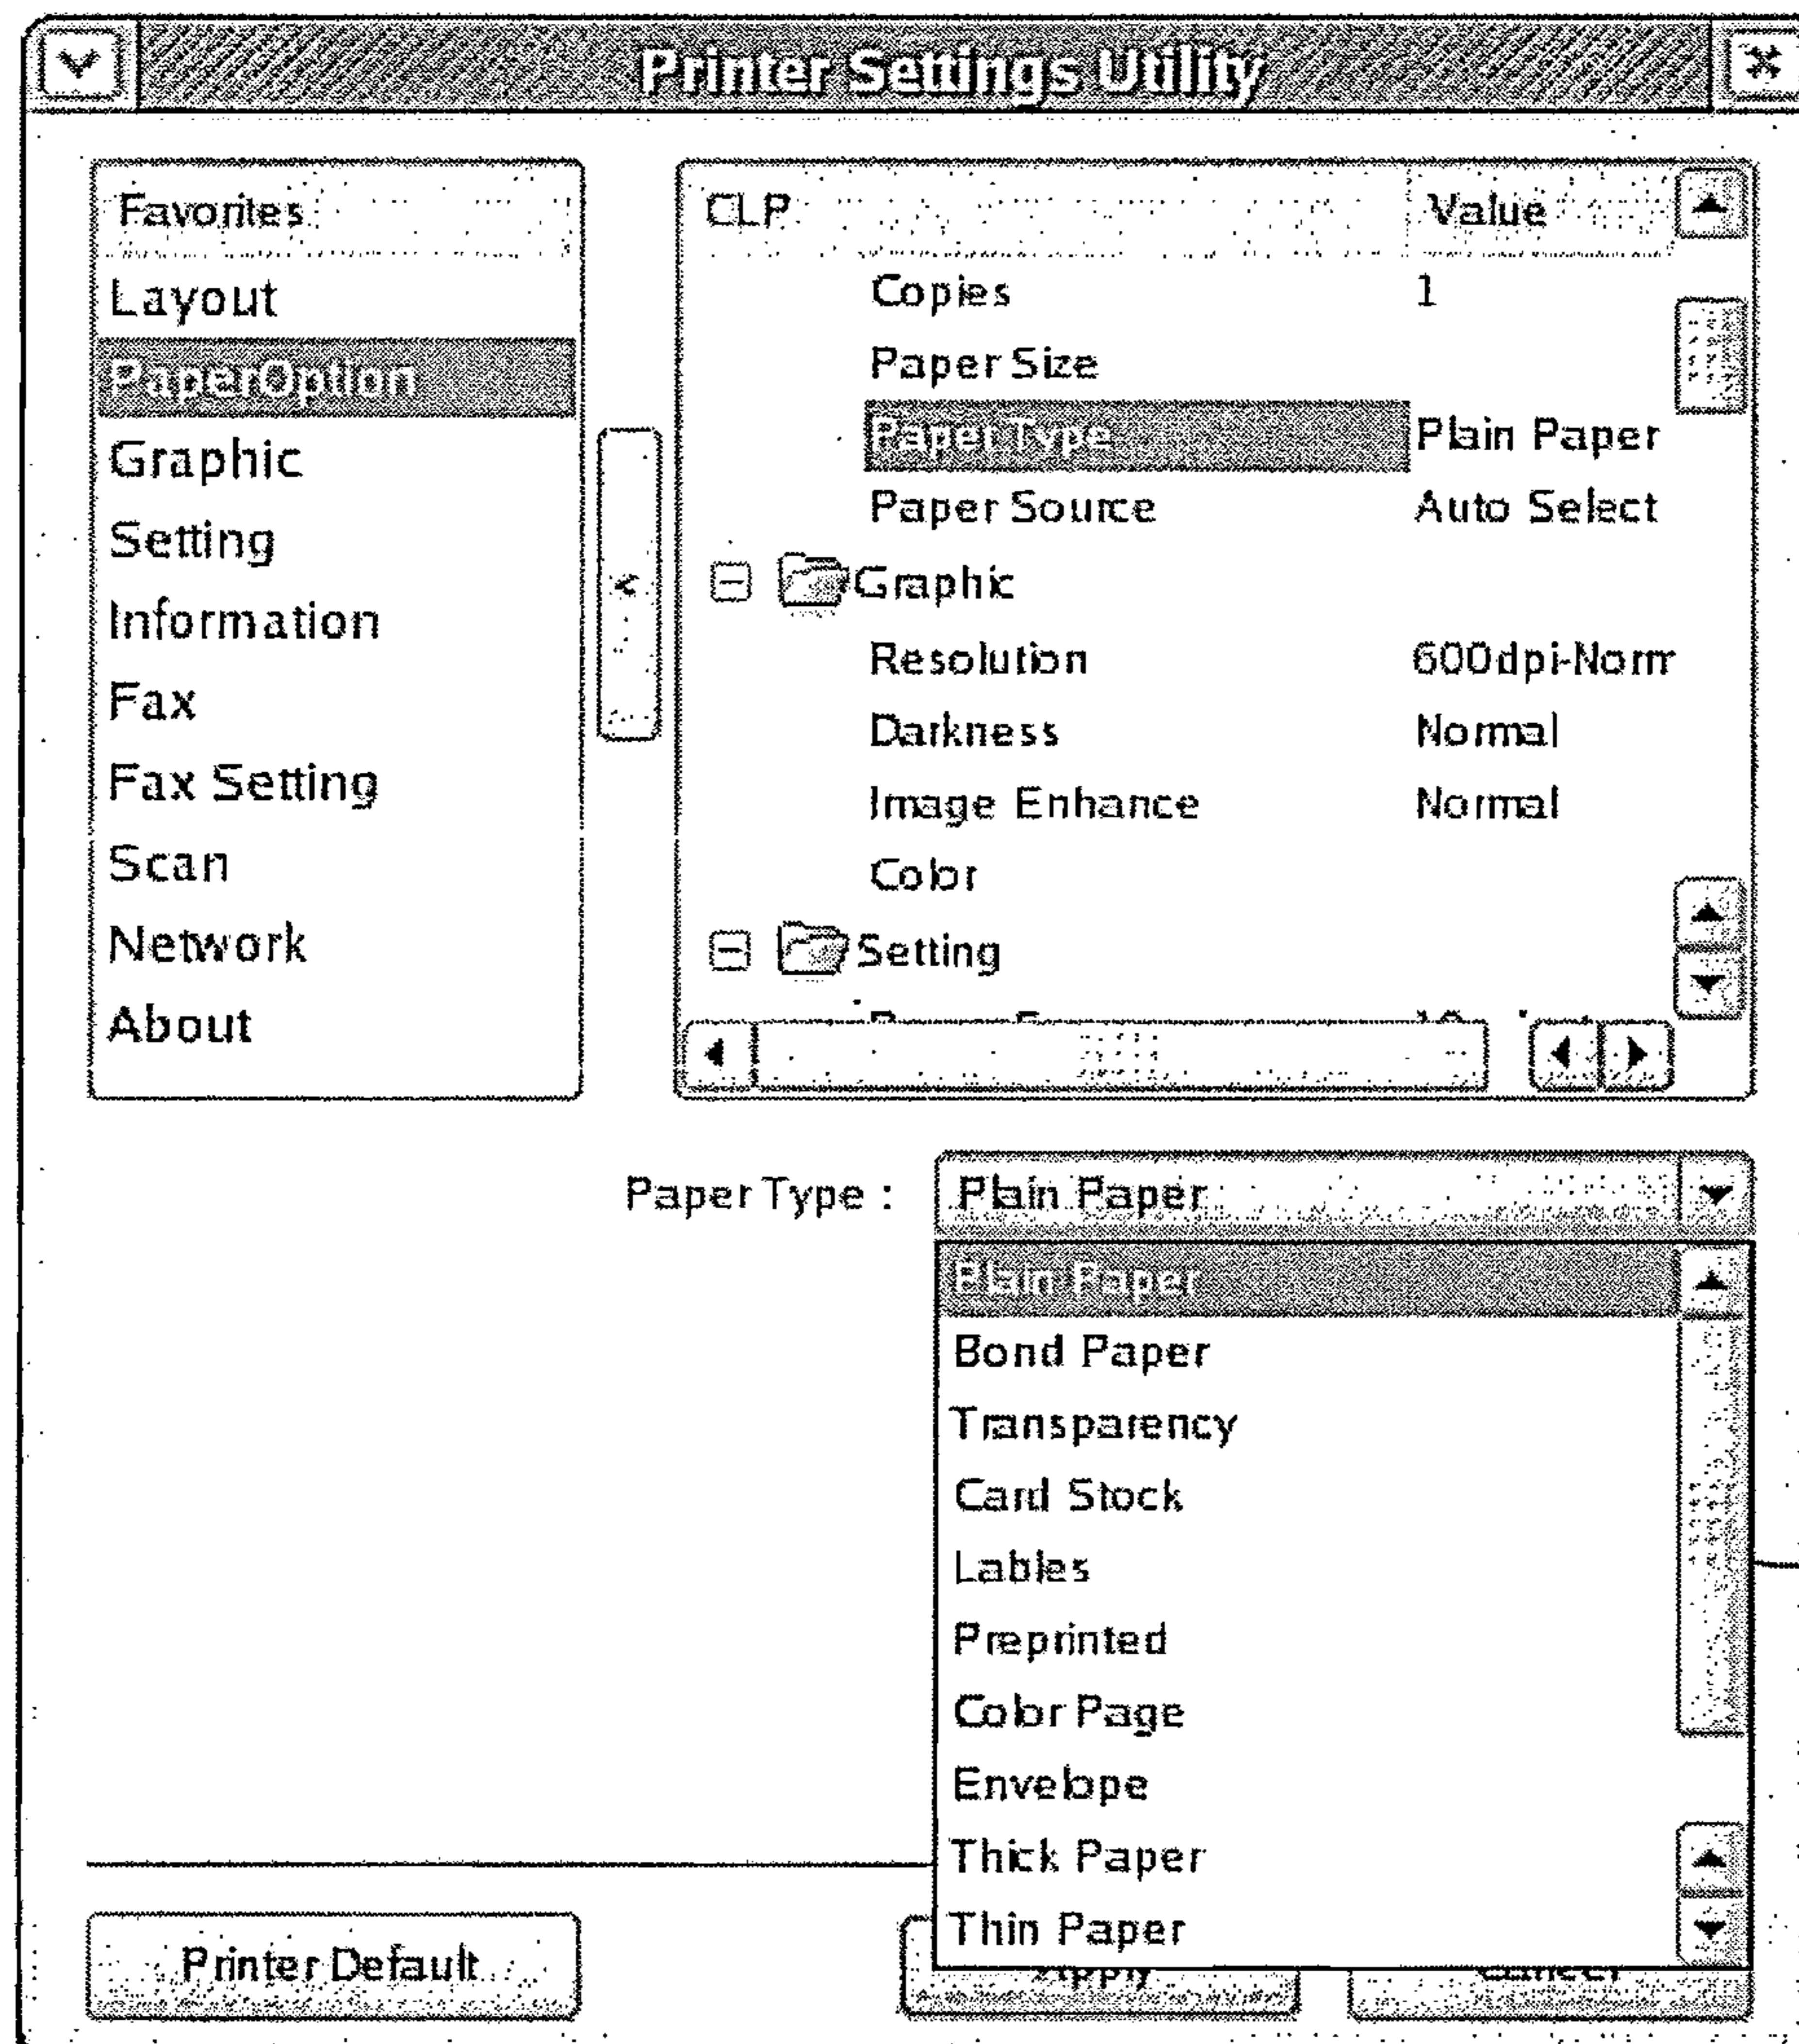 Printer Settings Utility
Favorites
Layout
PaperOption
Graphic
Setting
Information
Fax
Fax Setting
Scan
Network
About
<
CLP Value
Copies 1
Paper Size
Paper Type Plain Paper
Paper Source Auto Select
Graphic
Resolution 600dpi-Norm
Darkness Normal
Image Enhance Normal
Color
Setting
Paper Type : Plain Paper
Plain Paper
Bond Paper
Transparency
Card Stock
Lables
Preprinted
Color Page
Envelope
Thick Paper
Thin Paper
Printer Default Apply Cancel